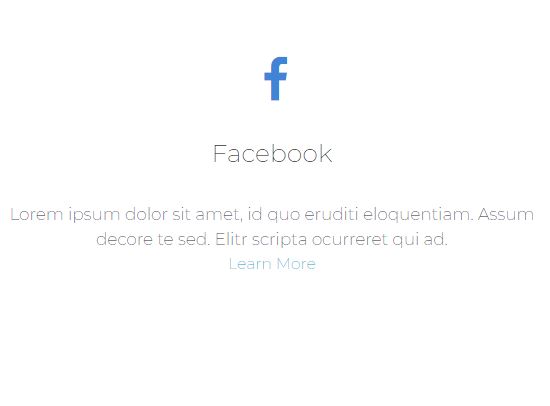 Facebook
Lorem ipsum dolor sit amet, id quo eruditi eloquentiam. Assum
decore te sed. Elitr scripta ocurreret qui ad.
Learn More